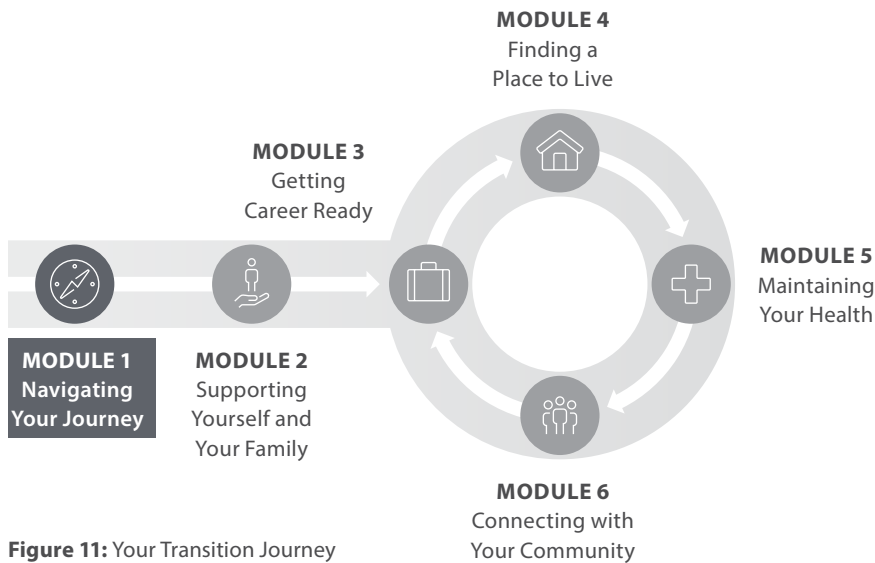 MODULE 4
Finding a
Place to Live
MODULE 3
Getting
Career Ready
MODULE 5
Maintaining
Your Health
MODULE 1
Navigating
Your Journey
MODULE 2
Supporting
Yourself and
Your Family
MODULE 6
Connecting with
Your Community
Figure 11: Your Transition Journey